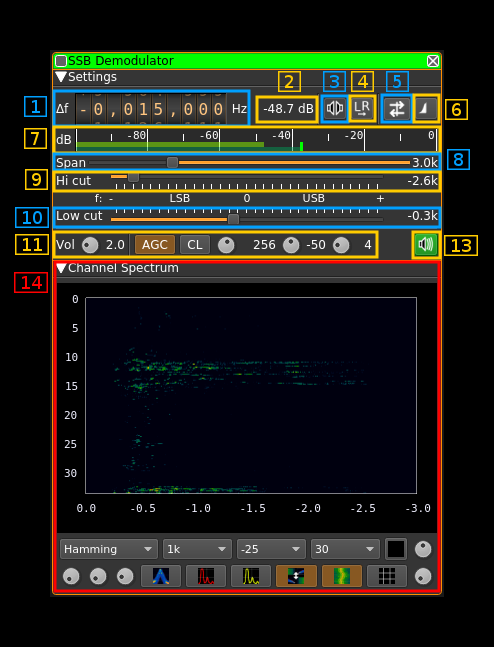 SSB Demodulator
Settings
2 3 4 5
1 Δf -0,015,000 Hz -48.7 dB LR 6
7 dB -80 -60 -40 -20 0
Span 3.0k 8
9 Hi cut -2.6k
f: - LSB 0 USB +
10 Low cut -0.3k
11 Vol 2.0 AGC CL 256 -50 4 13
14 Channel Spectrum
0
5
10
15
20
25
30
0.0 -0.5 -1.0 -1.5 -2.0 -2.5 -3.0
Hamming 1k -25 30